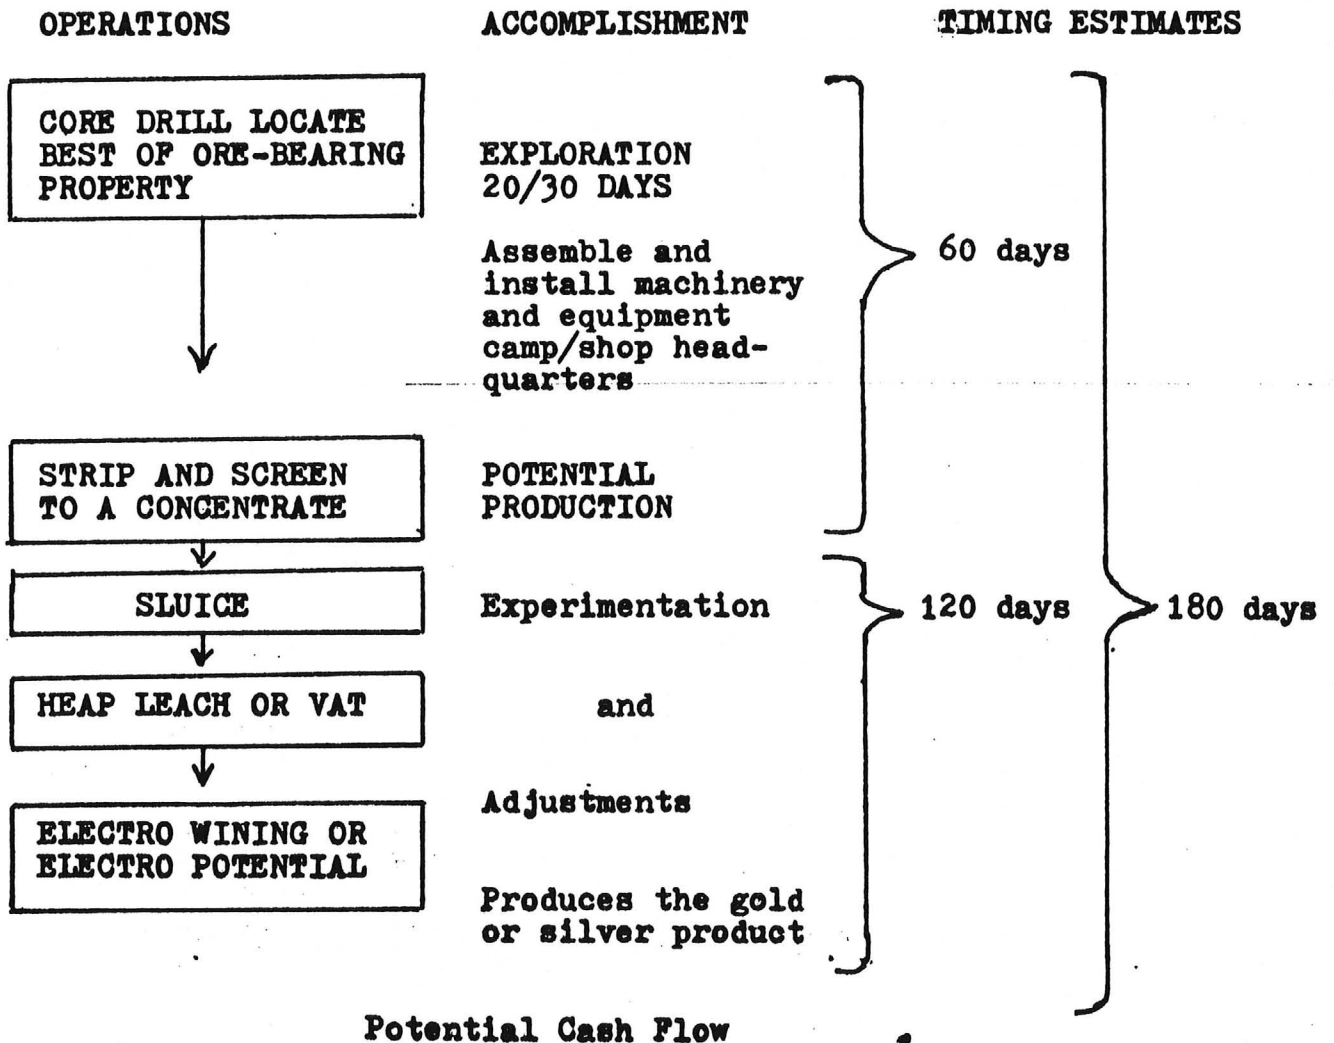 OPERATIONS ACCOMPLISHMENT TIMING ESTIMATES
CORE DRILL LOCATE
BEST OF ORE-BEARING
PROPERTY
EXPLORATION
20/30 DAYS
Assemble and
install machinery
and equipment
camp/shop head-
quarters
60 days
STRIP AND SCREEN
TO A CONCENTRATE
POTENTIAL
PRODUCTION
SLUICE
Experimentation
120 days
180 days
HEAP LEACH OR VAT
and
Adjustments
ELECTRO WINING OR
ELECTRO POTENTIAL
Produces the gold
or silver product
Potential Cash Flow